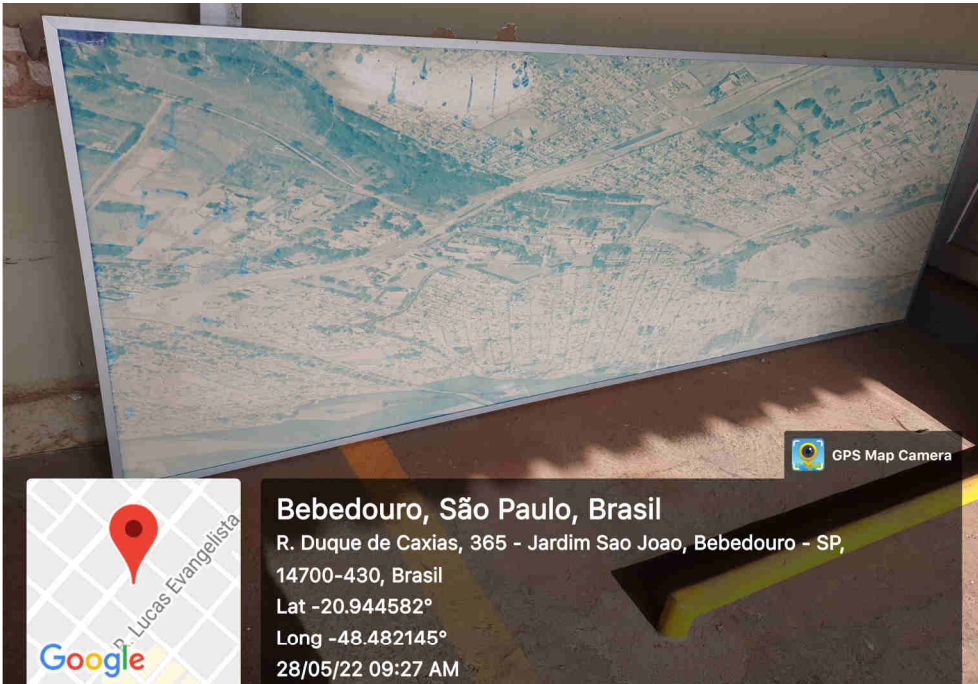 GPS Map Camera
Bebedouro, São Paulo, Brasil
R. Duque de Caxias, 365 - Jardim Sao Joao, Bebedouro - SP,
14700-430, Brasil
Lat -20.944582°
Long -48.482145°
28/05/22 09:27 AM
R. Lucas Evangelista
Google